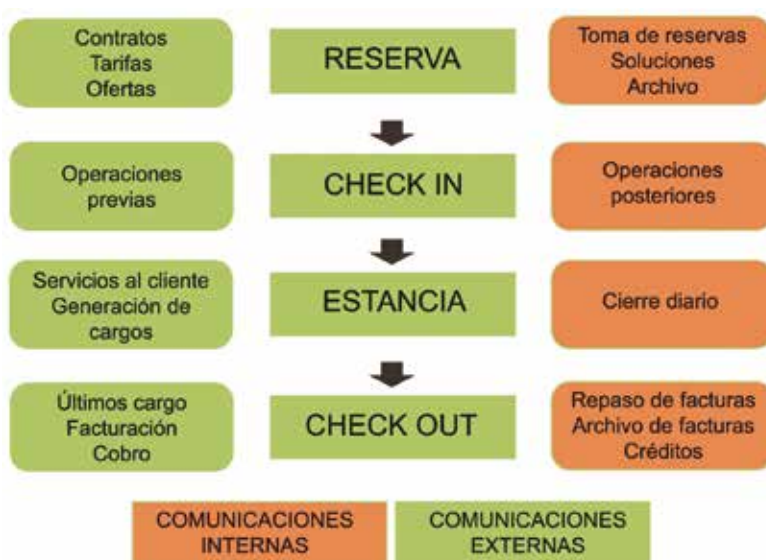 Contratos
Tarifas
Ofertas
RESERVA
Toma de reservas
Soluciones
Archivo
Operaciones
previas
CHECK IN
Operaciones
posteriores
Servicios al cliente
Generación de
cargos
ESTANCIA
Cierre diario
Últimos cargo
Facturación
Cobro
CHECK OUT
Repaso de facturas
Archivo de facturas
Créditos
COMUNICACIONES
INTERNAS
COMUNICACIONES
EXTERNAS